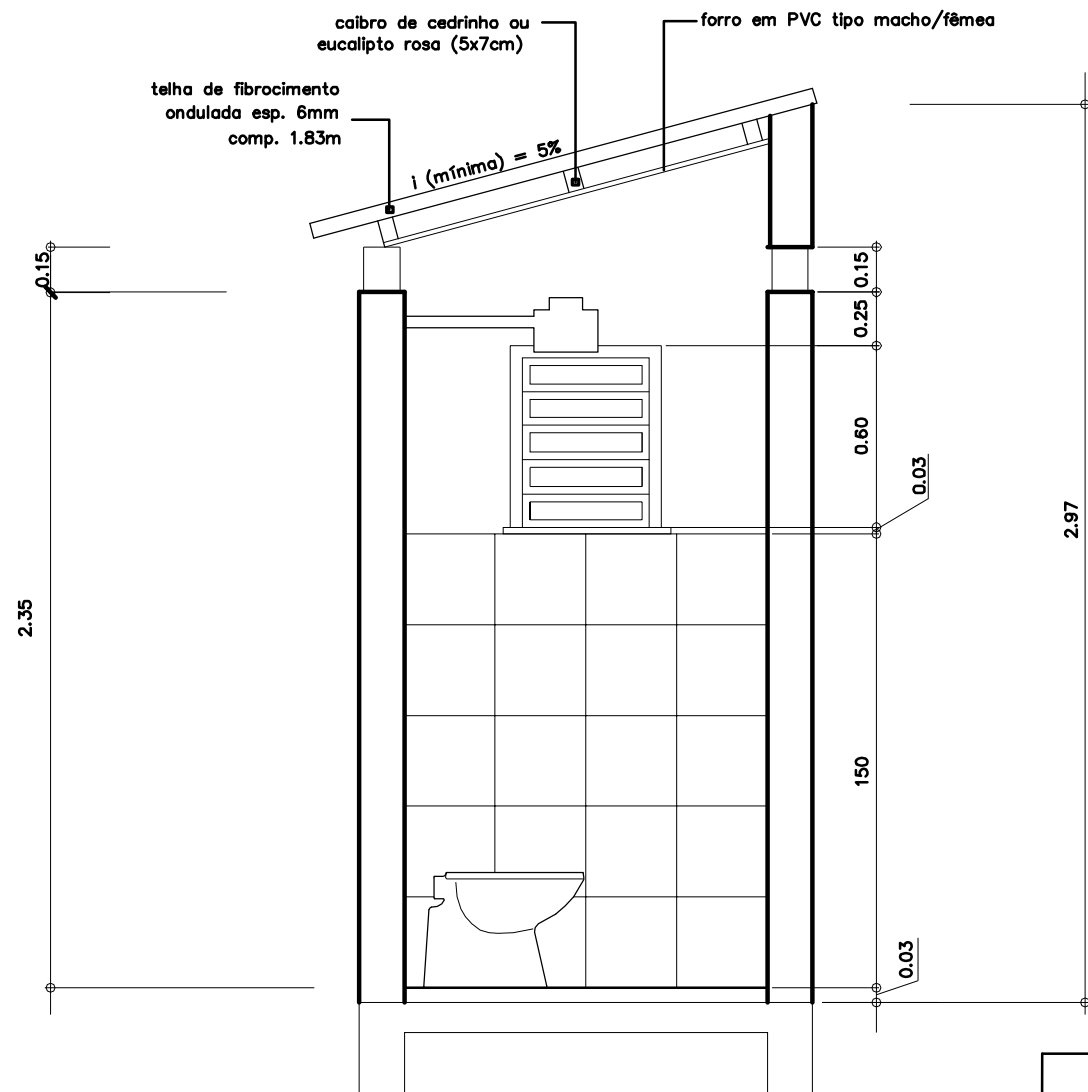 caibro de cedrinho ou
eucalipto rosa (5x7cm)
forro em PVC tipo macho/fêmea
telha de fibrocimento
ondulada esp. 6mm
comp. 1.83m
i (mínima) = 5%
0.15
0.15
0.25
0.60
0.03
2.97
2.35
150
0.03